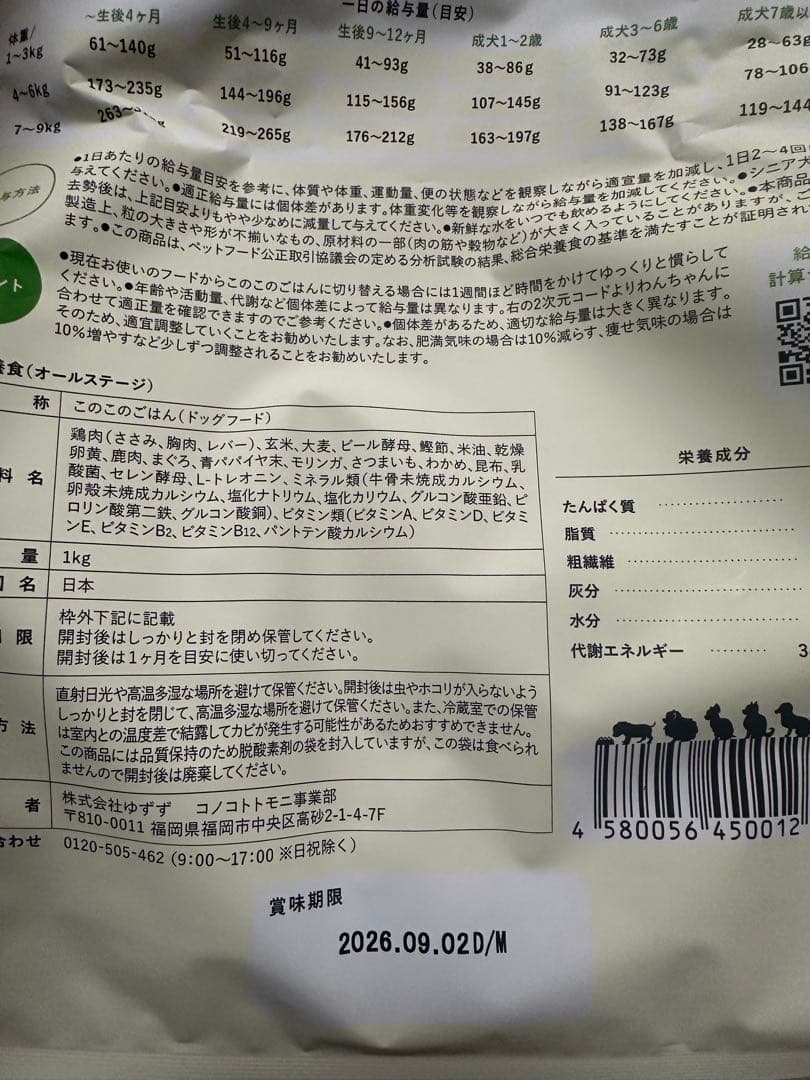 一日の給与量(目安)
～生後4ヶ月 生後4～9ヶ月 生後9～12ヶ月 成犬1～2歳 成犬3～6歳 成犬7歳以
体重/
1～3kg 61～140g 51～116g 41～93g 38～86g 32～73g 28～63g
4～6kg 173～235g 144～196g 115～156g 107～145g 91～123g 78～106
7～9kg 263～ 219～265g 176～212g 163～197g 138～167g 119～144
与方法
●1日あたりの給与量目安を参考に、体質や体重、運動量、便の状態などを観察しながら適宜量を加減し、1日2～4回
与えてください。●適正給与量には個体差があります。体重変化等を観察しながら給与量を加減してください。●シニア犬
去勢後は、上記目安よりもやや少なめに減量して与えてください。●新鮮な水をいつでも飲めるようにしてください。●本商品
製造上、粒の大きさや形が不揃いなもの、原材料の一部(肉の筋や穀物など)が大きく入っていることがありますが、
ます。●この商品は、ペットフード公正取引協議会の定める分析試験の結果、総合栄養食の基準を満たすことが証明され
ント
●現在お使いのフードからこのこのごはんに切り替える場合には1週間ほど時間をかけてゆっくりと慣らして
ください。●年齢や活動量、代謝など個体差によって給与量は異なります。右の2次元コードよりわんちゃんに
合わせて適正量を確認できますのでご参考ください。●個体差があるため、適切な給与量は大きく異なります。
そのため、適宜調整していくことをお勧めいたします。なお、肥満気味の場合は10%減らす、痩せ気味の場合は
10%増やすなど少しずつ調整されることをお勧めいたします。
給
計算
養食(オールステージ)
称 このこのごはん(ドッグフード)
料名 鶏肉(ささみ、胸肉、レバー)、玄米、大麦、ビール酵母、鰹節、米油、乾燥
卵黄、鹿肉、まぐろ、青パパイヤ末、モリンガ、さつまいも、わかめ、昆布、乳
酸菌、セレン酵母、L-トレオニン、ミネラル類(牛骨未焼成カルシウム、
卵殻未焼成カルシウム、塩化ナトリウム、塩化カリウム、グルコン酸亜鉛、ピ
ロリン酸第二鉄、グルコン酸銅)、ビタミン類(ビタミンA、ビタミンD、ビタミ
ンE、ビタミンB2、ビタミンB12、パントテン酸カルシウム)
量 1kg
名 日本
限 枠外下記に記載
開封後はしっかりと封を閉め保管してください。
開封後は1ヶ月を目安に使い切ってください。
方法 直射日光や高温多湿な場所を避けて保管ください。開封後は虫やホコリが入らないよう
しっかりと封を閉じて、高温多湿な場所を避けて保管ください。また、冷蔵室での保管
は室内との温度差で結露してカビが発生する可能性があるためおすすめできません。
この商品には品質保持のため脱酸素剤の袋を封入していますが、この袋は食べられ
ませんので開封後は廃棄してください。
者 株式会社ゆずず コノコトトモニ事業部
〒810-0011 福岡県福岡市中央区高砂2-1-4-7F
合わせ 0120-505-462 (9:00～17:00 ※日祝除く)
栄養成分
たんぱく質
脂質
粗繊維
灰分
水分
代謝エネルギー 3
4 580056 450012
賞味期限
2026.09.02D/M